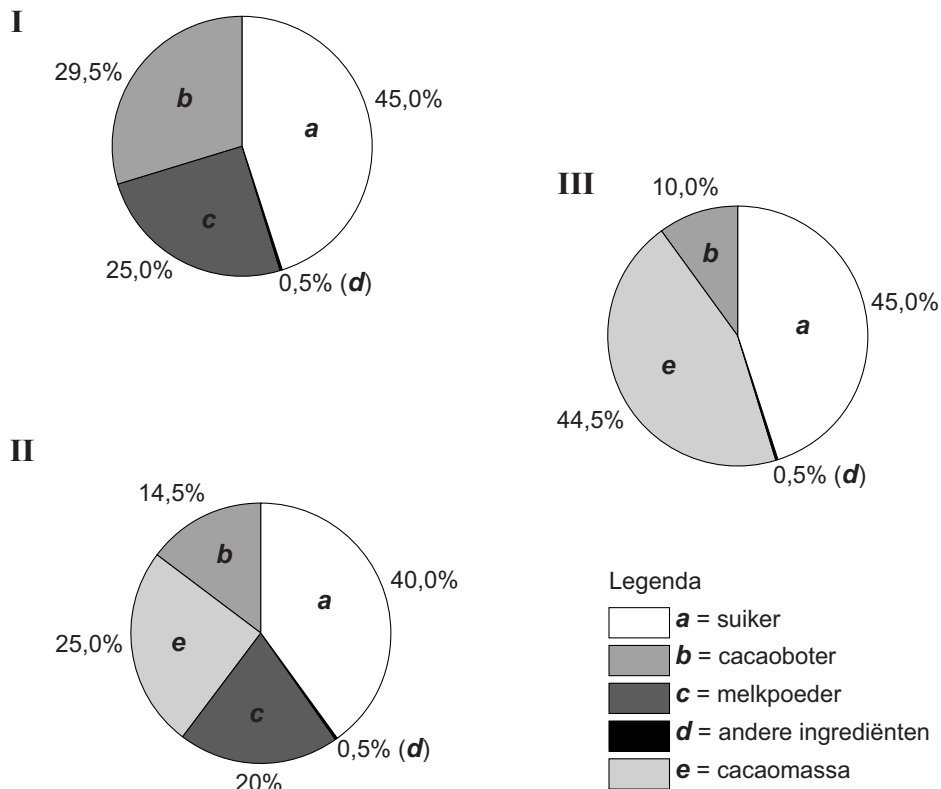 I
29,5%
b
45,0%
a
c
25,0%
0,5% (d)
III
10,0%
b
45,0%
a
e
44,5%
0,5% (d)
II
14,5%
b
40,0%
a
25,0%
e
c
0,5% (d)
20%
Legenda
a = suiker
b = cacaoboter
c = melkpoeder
d = andere ingrediënten
e = cacaomassa